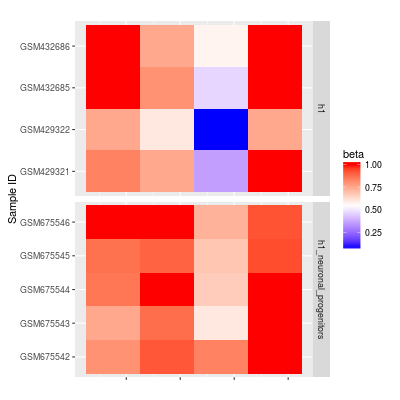 GSM432686
GSM432685
GSM429322
GSM429321
h1
GSM675546
GSM675545
GSM675544
GSM675543
GSM675542
h1_neuronal_progenitors
Sample ID
beta
1.00
0.75
0.50
0.25